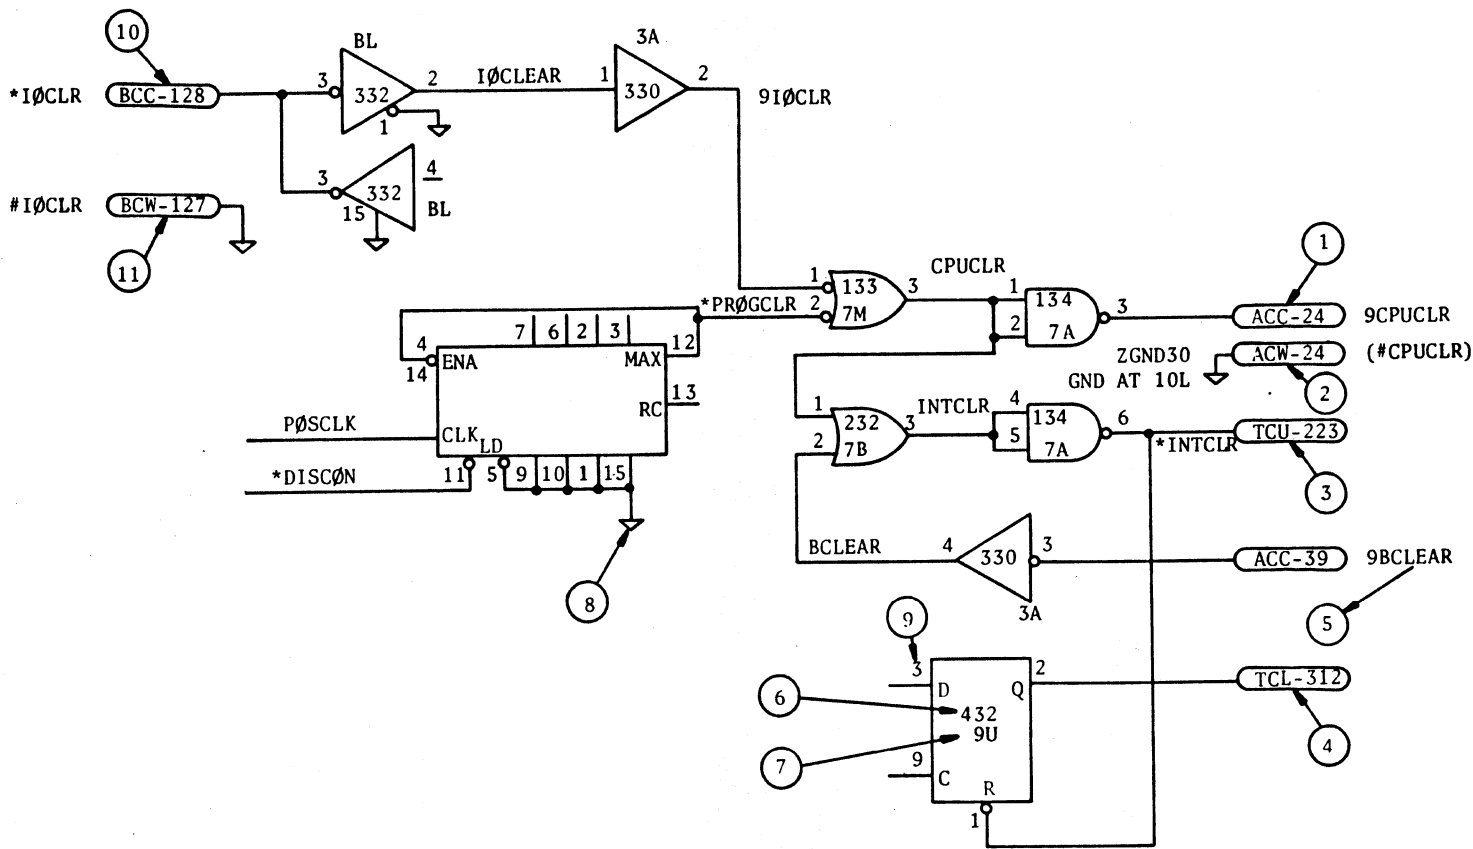 10
BL
3A
*IØCLR
BCC-128
3
332
2
IØCLEAR
1
330
2
9IØCLR
1
3
332
4
15
BL
#IØCLR
BCW-127
11
1
CPUCLR
1
133
3
1
134
3
ACC-24
9CPUCLR
*PRØGCLR
2
7M
2
7A
7
6
2
3
12
4
ENA
MAX
14
ZGND30
ACW-24
(#CPUCLR)
GND AT 10L
2
13
RC
1
232
3
INTCLR
4
134
6
TCU-223
PØSCLK
CLK
LD
2
7B
5
7A
*INTCLR
*DISCØN
11
5
9
10
1
15
3
BCLEAR
4
330
3
ACC-39
9BCLEAR
3A
8
9
5
3
D
Q
2
TCL-312
6
432
9U
7
9
C
4
R
1